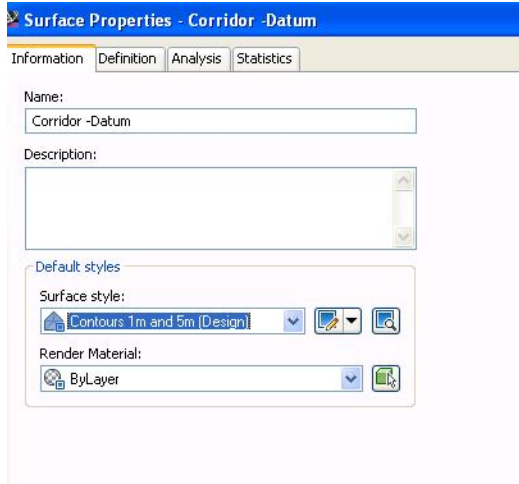 Surface Properties - Corridor -Datum
Information Definition Analysis Statistics
Name:
Corridor -Datum
Description:
Default styles
Surface style:
Contours 1m and 5m (Design)
Render Material:
ByLayer